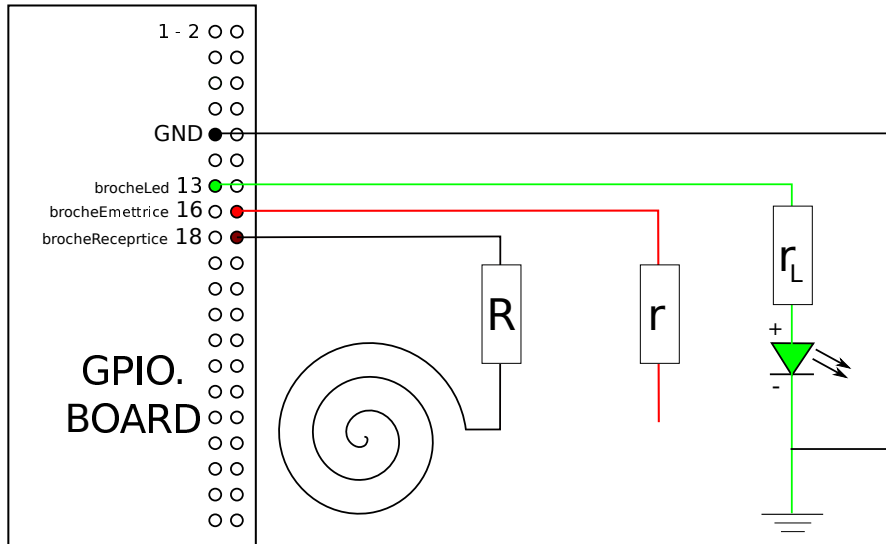 1 - 2
GND
brocheLed 13
brocheEmettrice 16
brocheReceprtice 18
R
r
rL
+
-
GPIO.
BOARD